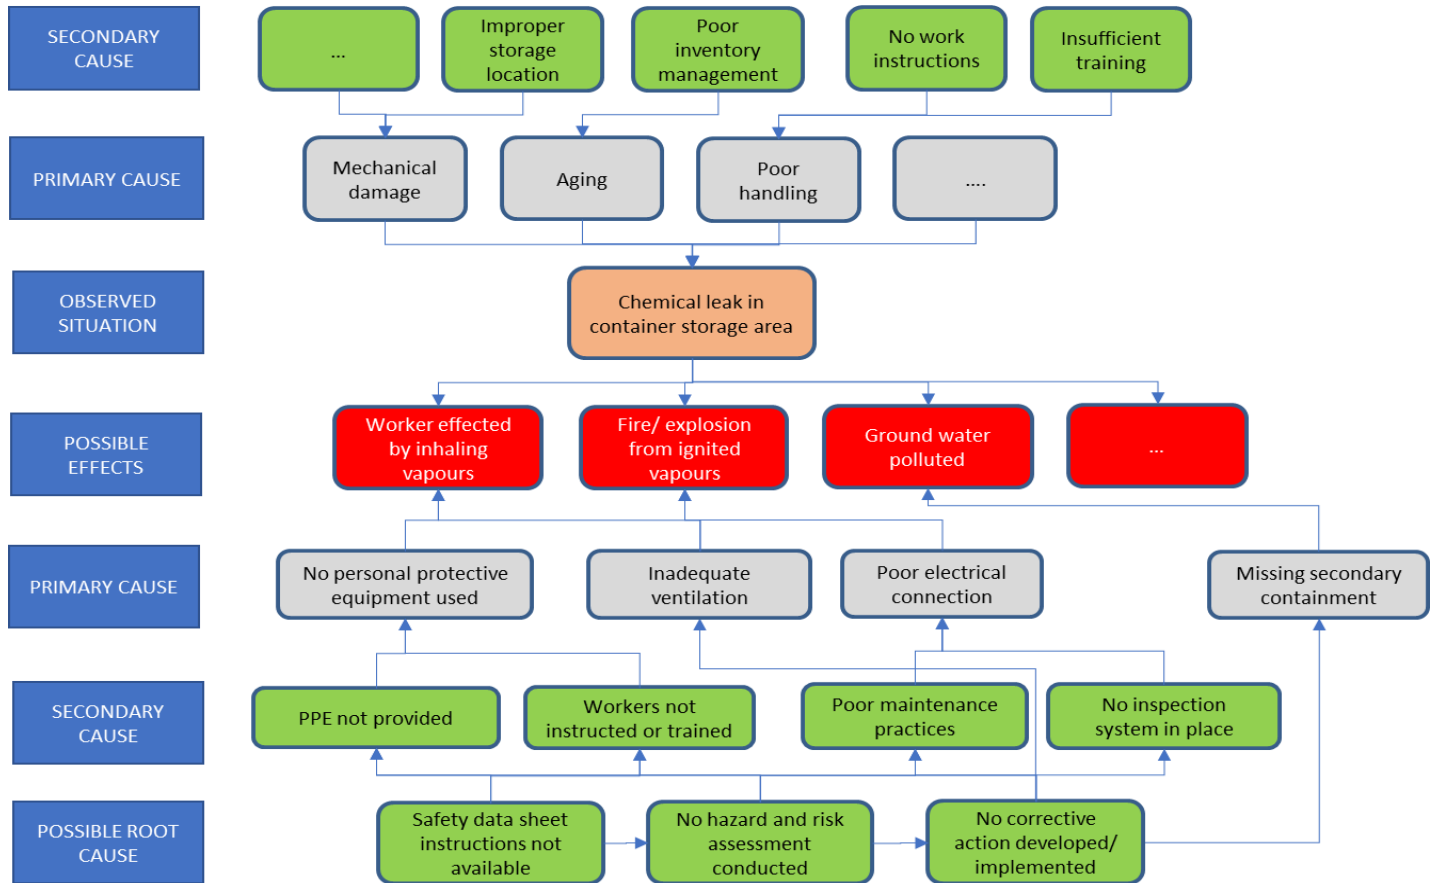 SECONDARY
CAUSE
...
Improper
storage
location
Poor
inventory
management
No work
instructions
Insufficient
training
PRIMARY CAUSE
Mechanical
damage
Aging
Poor
handling
....
OBSERVED
SITUATION
Chemical leak in
container storage area
POSSIBLE
EFFECTS
Worker effected
by inhaling
vapours
Fire/ explosion
from ignited
vapours
Ground water
polluted
...
PRIMARY CAUSE
No personal protective
equipment used
Inadequate
ventilation
Poor electrical
connection
Missing secondary
containment
SECONDARY
CAUSE
PPE not provided
Workers not
instructed or trained
Poor maintenance
practices
No inspection
system in place
POSSIBLE ROOT
CAUSE
Safety data sheet
instructions not
available
No hazard and risk
assessment
conducted
No corrective
action developed/
implemented